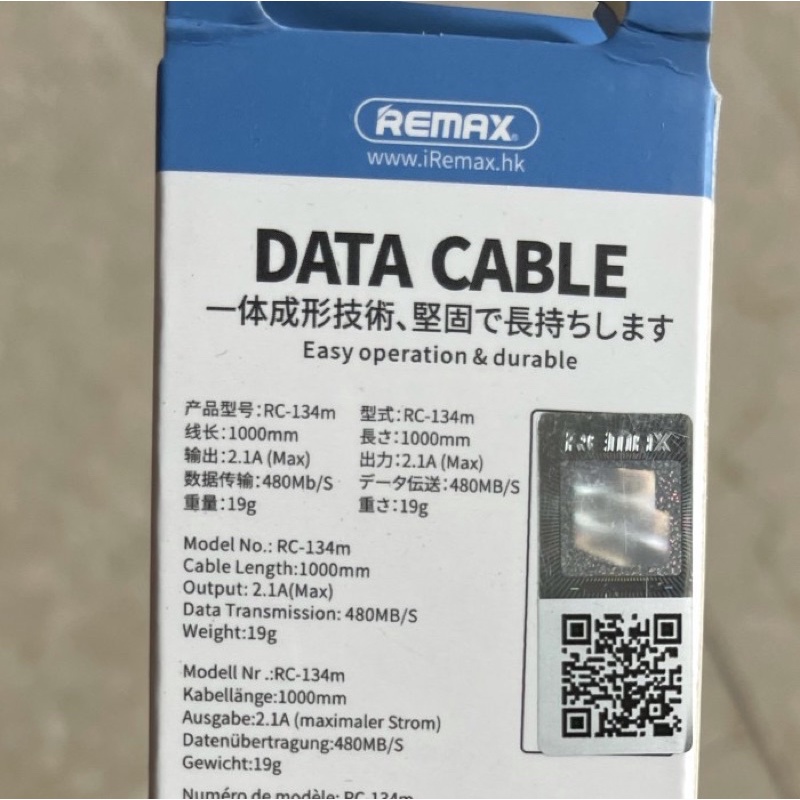 REMAX
www.iRemax.hk
DATA CABLE
一体成形技術、堅固で長持ちします
Easy operation & durable
产品型号：RC-134m
线长：1000mm
输出：2.1A (Max)
数据传输：480Mb/S
重量：19g
型式：RC-134m
長さ：1000mm
出力：2.1A (Max)
データ伝送：480MB/S
重さ：19g
Model No.: RC-134m
Cable Length:1000mm
Output: 2.1A(Max)
Data Transmission: 480MB/S
Weight:19g
Modell Nr .:RC-134m
Kabellänge:1000mm
Ausgabe:2.1A (maximaler Strom)
Datenübertragung:480MB/S
Gewicht:19g
Numéro de modèle: RC-134m